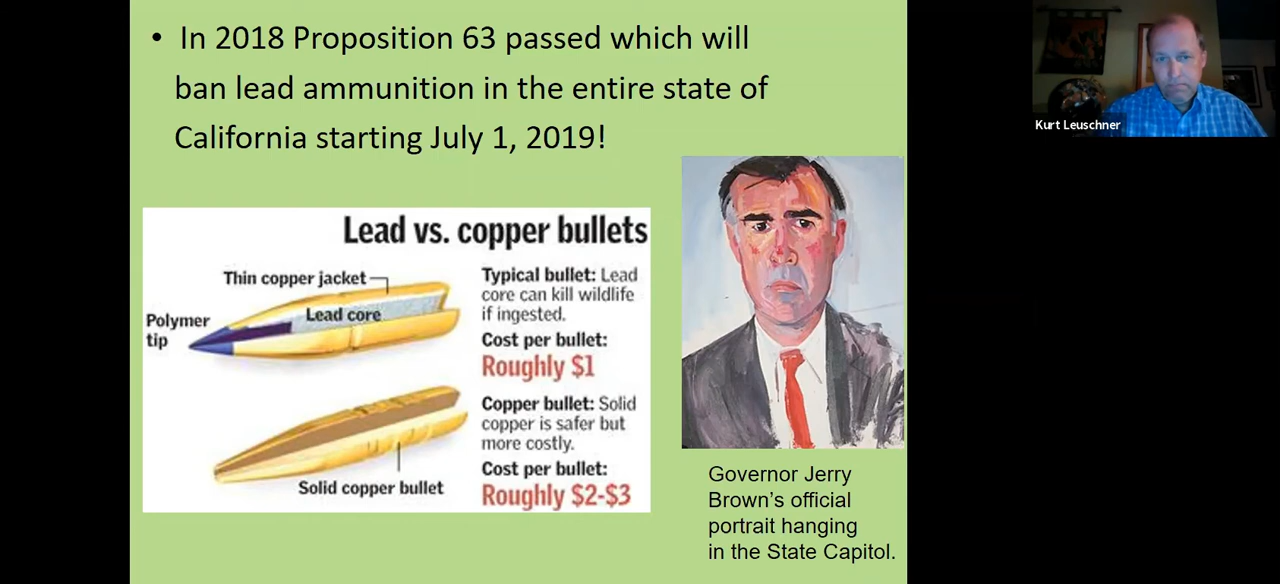 • In 2018 Proposition 63 passed which will
ban lead ammunition in the entire state of
California starting July 1, 2019!
Kurt Leuschner
Lead vs. copper bullets
Thin copper jacket
Lead core
Polymer
tip
Typical bullet: Lead
core can kill wildlife
if ingested.
Cost per bullet:
Roughly $1
Copper bullet: Solid
copper is safer but
more costly.
Cost per bullet:
Roughly $2-$3
Solid copper bullet
Governor Jerry
Brown’s official
portrait hanging
in the State Capitol.